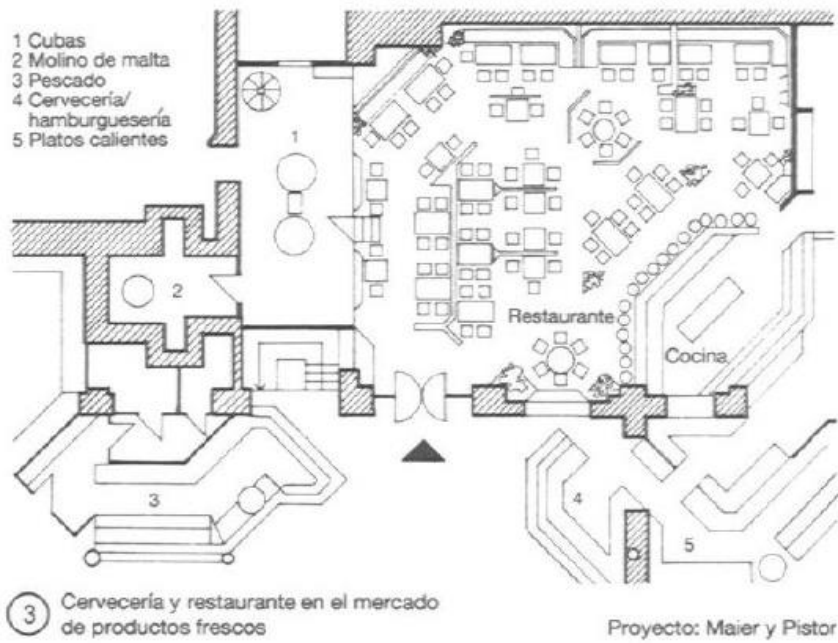 1 Cubas
2 Molino de malta
3 Pescado
4 Cervecería/
hamburguesería
5 Platos calientes
1
2
Restaurante
Cocina
3
4
5
3 Cervecería y restaurante en el mercado
de productos frescos
Proyecto: Maier y Pistor